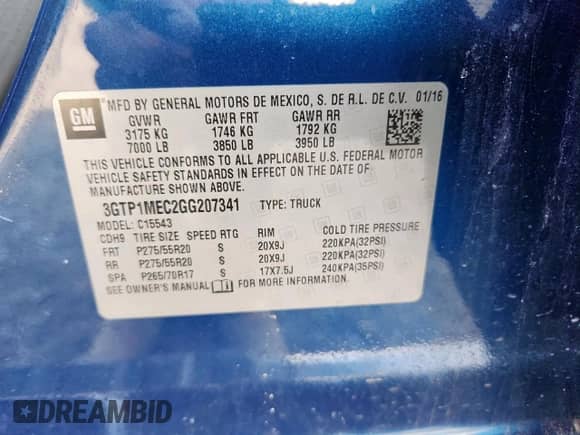 GM
MFD BY GENERAL MOTORS DE MEXICO, S. DE R.L. DE C.V. 01/16
GVWR GAWR FRT GAWR RR
3175 KG 1746 KG 1792 KG
7000 LB 3850 LB 3950 LB
THIS VEHICLE CONFORMS TO ALL APPLICABLE U.S. FEDERAL MOTOR
VEHICLE SAFETY STANDARDS IN EFFECT ON THE DATE OF
MANUFACTURE SHOWN ABOVE.
3GTP1MEC2GG207341 TYPE: TRUCK
MODEL: C15543
CDH9 TIRE SIZE SPEED RTG RIM COLD TIRE PRESSURE
FRT P275/55R20 S 20X9J 220KPA(32PSI)
RR P275/55R20 S 20X9J 220KPA(32PSI)
SPA P265/70R17 S 17X7.5J 240KPA(35PSI)
SEE OWNER'S MANUAL FOR MORE INFORMATION.
DREAMBID